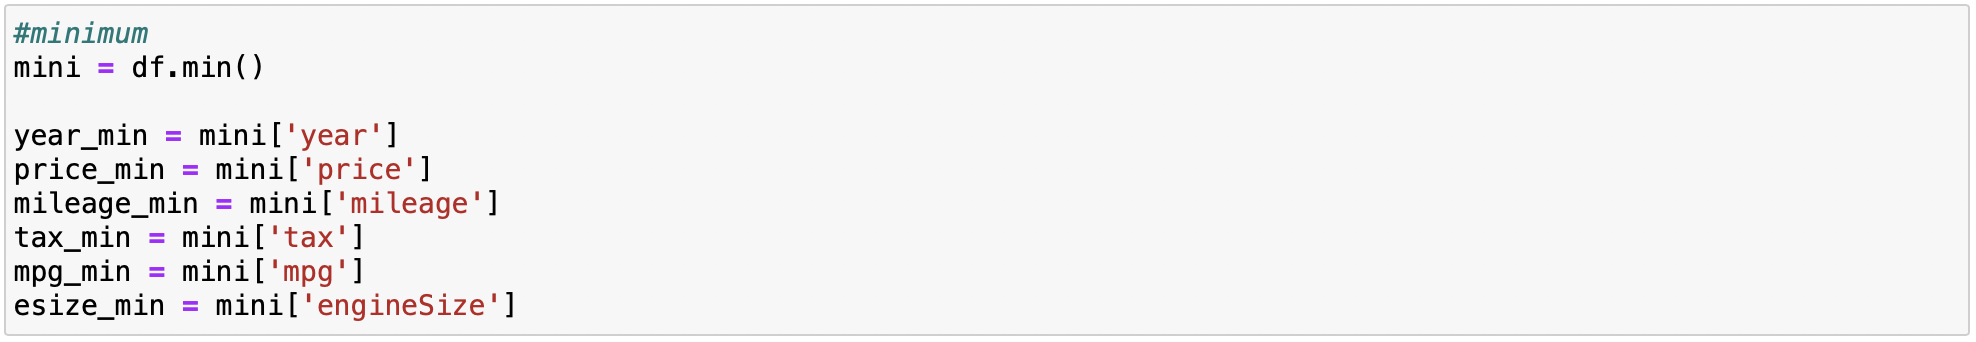 #minimum
mini = df.min()
year_min = mini['year']
price_min = mini['price']
mileage_min = mini['mileage']
tax_min = mini['tax']
mpg_min = mini['mpg']
esize_min = mini['engineSize']